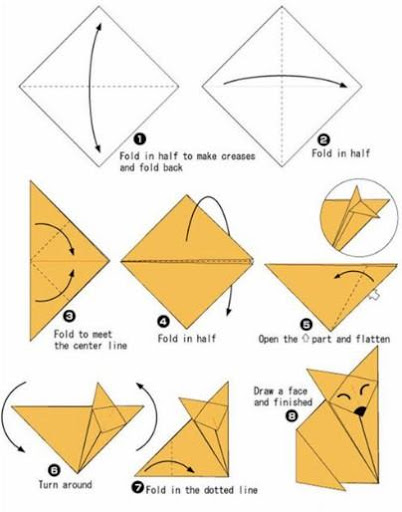 1
Fold in half to make creases
and fold back
2
Fold in half
3
Fold to meet
the center line
4
Fold in half
5
Open the ⇧ part and flatten
6
Turn around
7 Fold in the dotted line
Draw a face
and finished
8